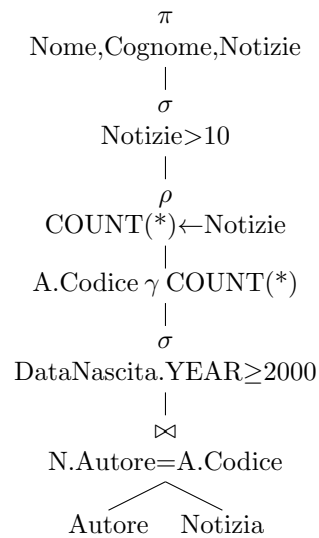 π
Nome,Cognome,Notizie
σ
Notizie>10
ρ
COUNT(*)←Notizie
A.Codice γ COUNT(*)
σ
DataNascita.YEAR≥2000
⋈
N.Autore=A.Codice
Autore Notizia